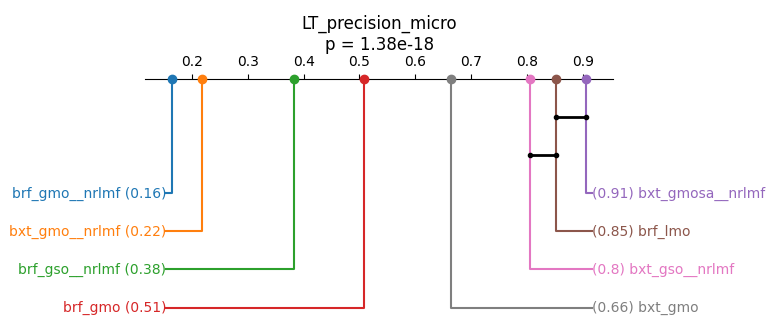 LT_precision_micro
p = 1.38e-18
0.2 0.3 0.4 0.5 0.6 0.7 0.8 0.9
brf_gmo__nrlmf (0.16) (0.91) bxt_gmosa__nrlmf
bxt_gmo__nrlmf (0.22) (0.85) brf_lmo
brf_gso__nrlmf (0.38) (0.8) bxt_gso__nrlmf
brf_gmo (0.51) (0.66) bxt_gmo